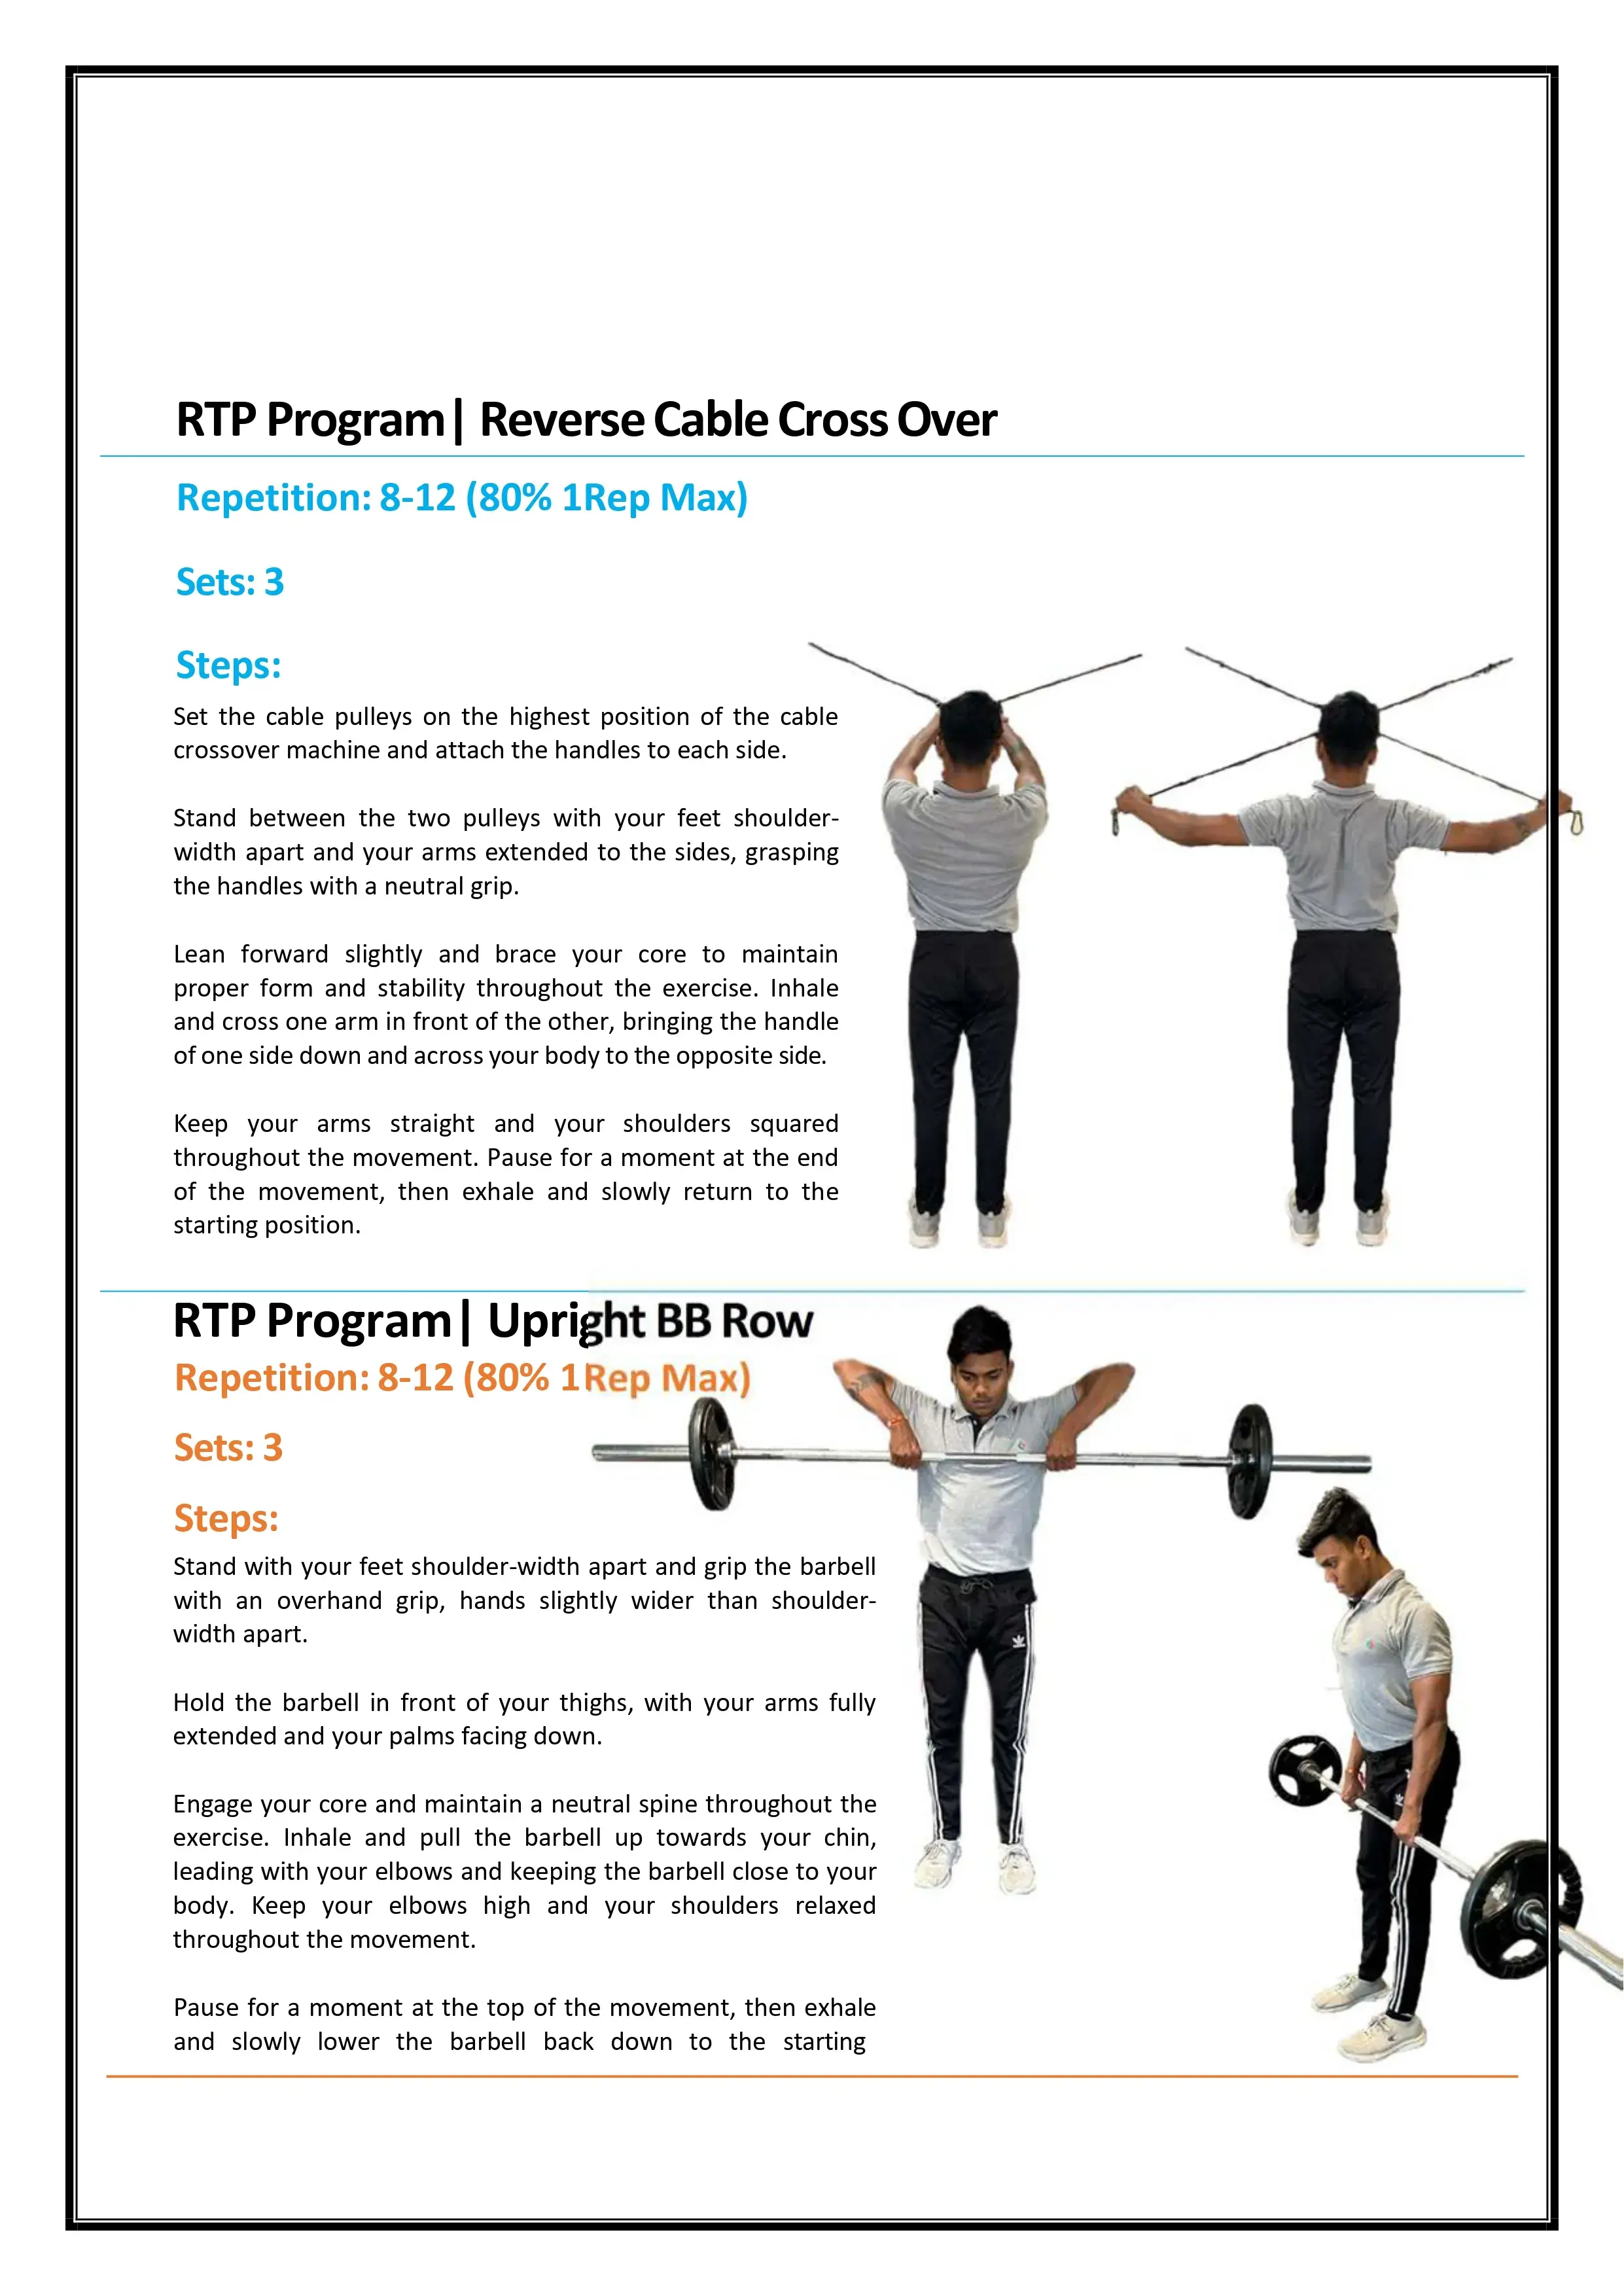 RTP Program| Reverse Cable Cross Over
Repetition: 8-12 (80% 1Rep Max)
Sets: 3
Steps:
Set the cable pulleys on the highest position of the cable
crossover machine and attach the handles to each side.
Stand between the two pulleys with your feet shoulder-
width apart and your arms extended to the sides, grasping
the handles with a neutral grip.
Lean forward slightly and brace your core to maintain
proper form and stability throughout the exercise. Inhale
and cross one arm in front of the other, bringing the handle
of one side down and across your body to the opposite side.
Keep your arms straight and your shoulders squared
throughout the movement. Pause for a moment at the end
of the movement, then exhale and slowly return to the
starting position.
RTP Program| Upright BB Row
Repetition: 8-12 (80% 1Rep Max)
Sets: 3
Steps:
Stand with your feet shoulder-width apart and grip the barbell
with an overhand grip, hands slightly wider than shoulder-
width apart.
Hold the barbell in front of your thighs, with your arms fully
extended and your palms facing down.
Engage your core and maintain a neutral spine throughout the
exercise. Inhale and pull the barbell up towards your chin,
leading with your elbows and keeping the barbell close to your
body. Keep your elbows high and your shoulders relaxed
throughout the movement.
Pause for a moment at the top of the movement, then exhale
and slowly lower the barbell back down to the starting